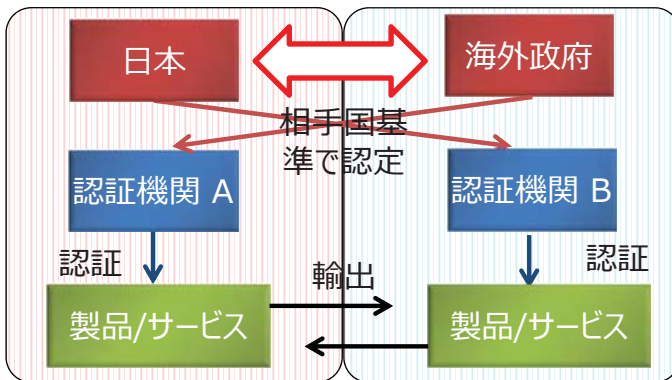 日本
海外政府
相手国基
準で認定
認証機関 A
認証機関 B
認証
認証
輸出
製品/サービス
製品/サービス